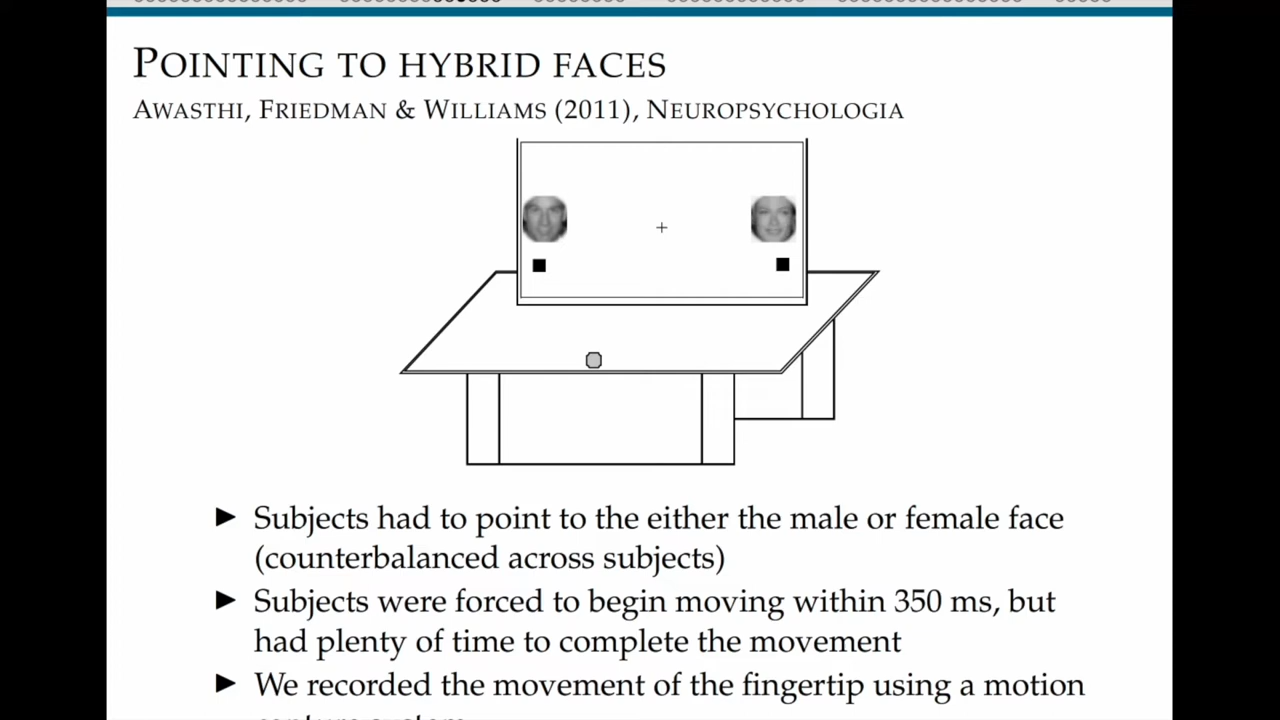 POINTING TO HYBRID FACES
AWASTHI, FRIEDMAN & WILLIAMS (2011), NEUROPSYCHOLOGIA
+
▶ Subjects had to point to the either the male or female face
(counterbalanced across subjects)
▶ Subjects were forced to begin moving within 350 ms, but
had plenty of time to complete the movement
▶ We recorded the movement of the fingertip using a motion